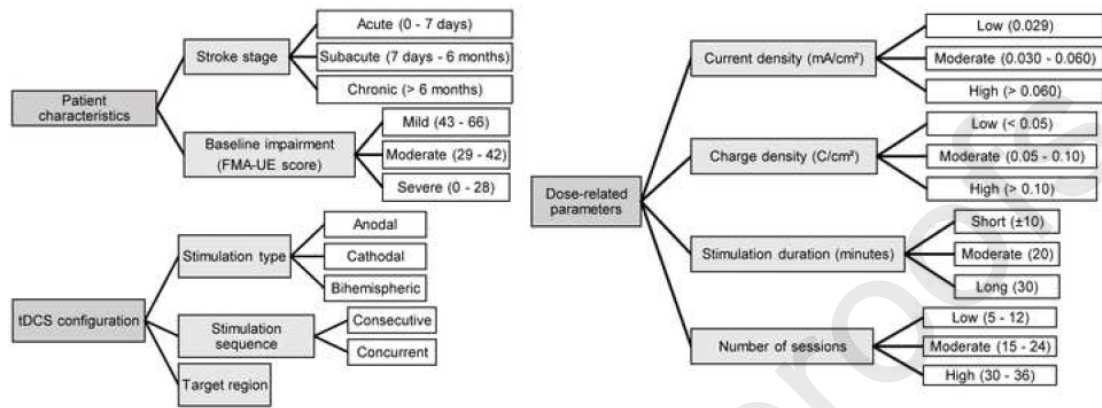 Patient
characteristics
Stroke stage
Acute (0 - 7 days)
Subacute (7 days - 6 months)
Chronic (> 6 months)
Baseline impairment
(FMA-UE score)
Mild (43 - 66)
Moderate (29 - 42)
Severe (0 - 28)
tDCS configuration
Stimulation type
Anodal
Cathodal
Bihemispheric
Stimulation
sequence
Consecutive
Concurrent
Target region
Dose-related
parameters
Current density (mA/cm²)
Low (0.029)
Moderate (0.030 - 0.060)
High (> 0.060)
Charge density (C/cm²)
Low (< 0.05)
Moderate (0.05 - 0.10)
High (> 0.10)
Stimulation duration (minutes)
Short (±10)
Moderate (20)
Long (30)
Number of sessions
Low (5 - 12)
Moderate (15 - 24)
High (30 - 36)